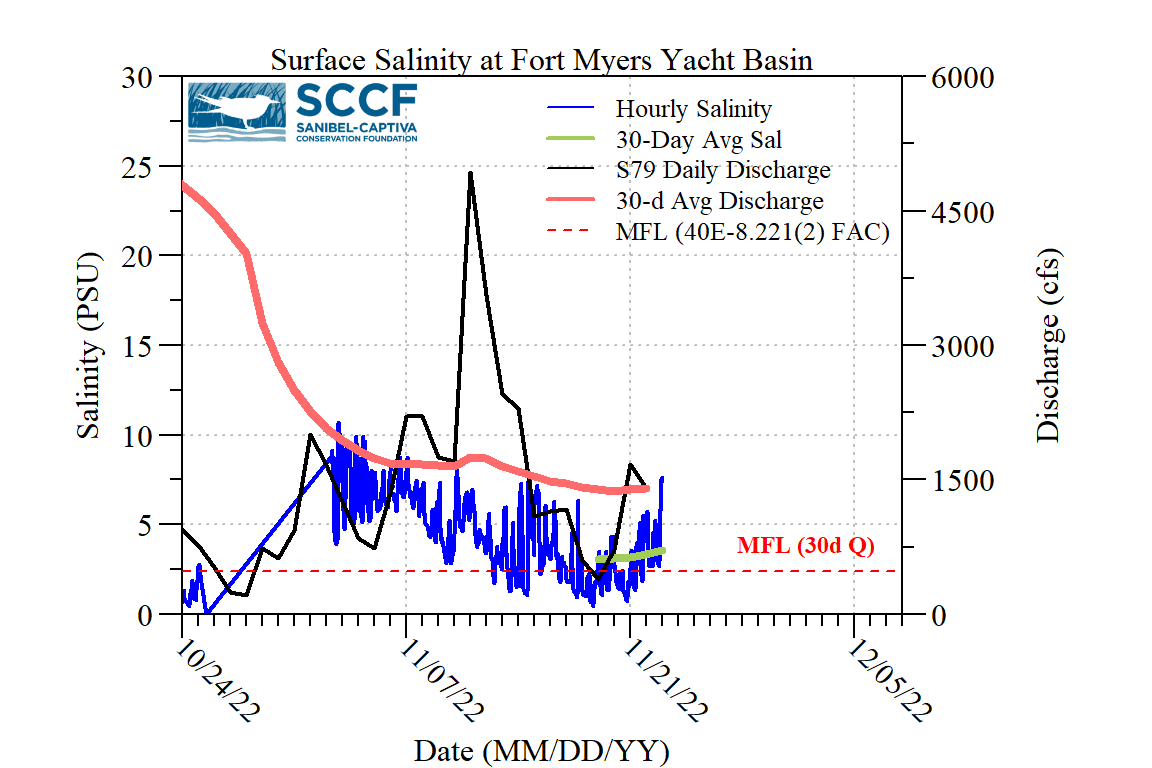 Surface Salinity at Fort Myers Yacht Basin
SCCF
SANIBEL-CAPTIVA
CONSERVATION FOUNDATION
Hourly Salinity
30-Day Avg Sal
S79 Daily Discharge
30-d Avg Discharge
MFL (40E-8.221(2) FAC)
30
25
20
15
10
5
0
Salinity (PSU)
6000
4500
3000
1500
0
Discharge (cfs)
MFL (30d Q)
10/24/22
11/07/22
11/21/22
12/05/22
Date (MM/DD/YY)